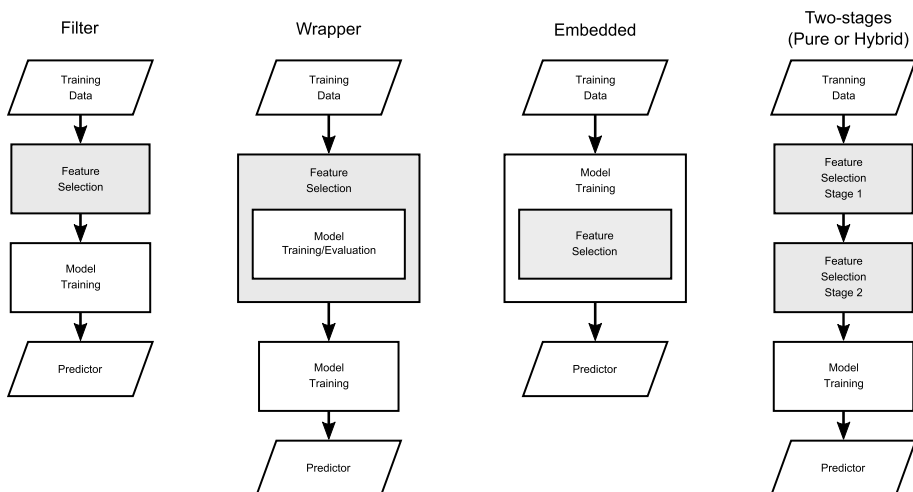 Filter
Training
Data
Feature
Selection
Model
Training
Predictor
Wrapper
Training
Data
Feature
Selection
Model
Training/Evaluation
Model
Training
Predictor
Embedded
Training
Data
Model
Training
Feature
Selection
Predictor
Two-stages
(Pure or Hybrid)
Tranning
Data
Feature
Selection
Stage 1
Feature
Selection
Stage 2
Model
Training
Predictor